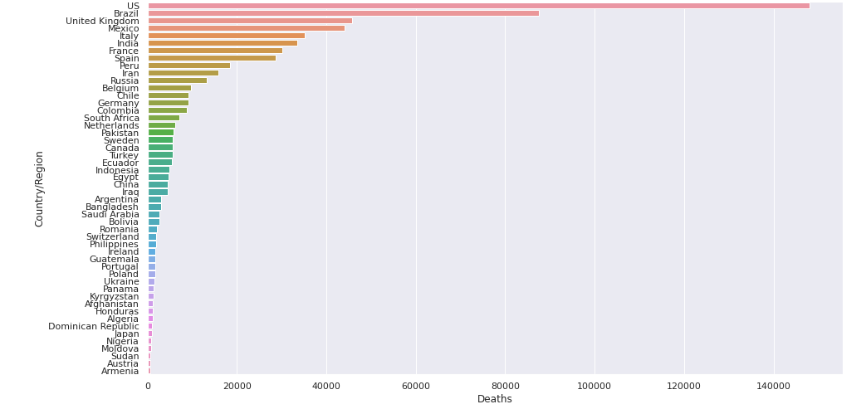 US
Brazil
United Kingdom
Mexico
Italy
India
France
Spain
Peru
Iran
Russia
Belgium
Chile
Germany
Colombia
South Africa
Netherlands
Pakistan
Sweden
Canada
Turkey
Ecuador
Indonesia
Egypt
China
Iraq
Argentina
Bangladesh
Saudi Arabia
Bolivia
Romania
Switzerland
Philippines
Ireland
Guatemala
Portugal
Poland
Ukraine
Panama
Kyrgyzstan
Afghanistan
Honduras
Algeria
Dominican Republic
Japan
Nigeria
Moldova
Sudan
Austria
Armenia
Country/Region
0 20000 40000 60000 80000 100000 120000 140000
Deaths